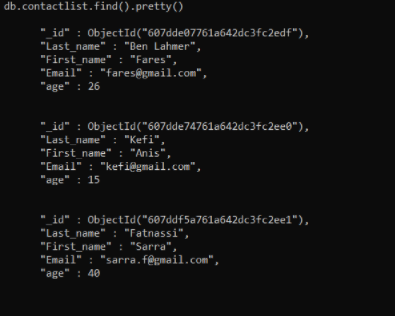 db.contactlist.find().pretty()
"_id" : ObjectId("607dde07761a642dc3fc2edf"),
"Last_name" : "Ben Lahmer",
"First_name" : "Fares",
"Email" : "fares@gmail.com",
"age" : 26
"_id" : ObjectId("607dde74761a642dc3fc2ee0"),
"Last_name" : "Kefi",
"First_name" : "Anis",
"Email" : "kefi@gmail.com",
"age" : 15
"_id" : ObjectId("607ddf5a761a642dc3fc2ee1"),
"Last_name" : "Fatnassi",
"First_name" : "Sarra",
"Email" : "sarra.f@gmail.com",
"age" : 40